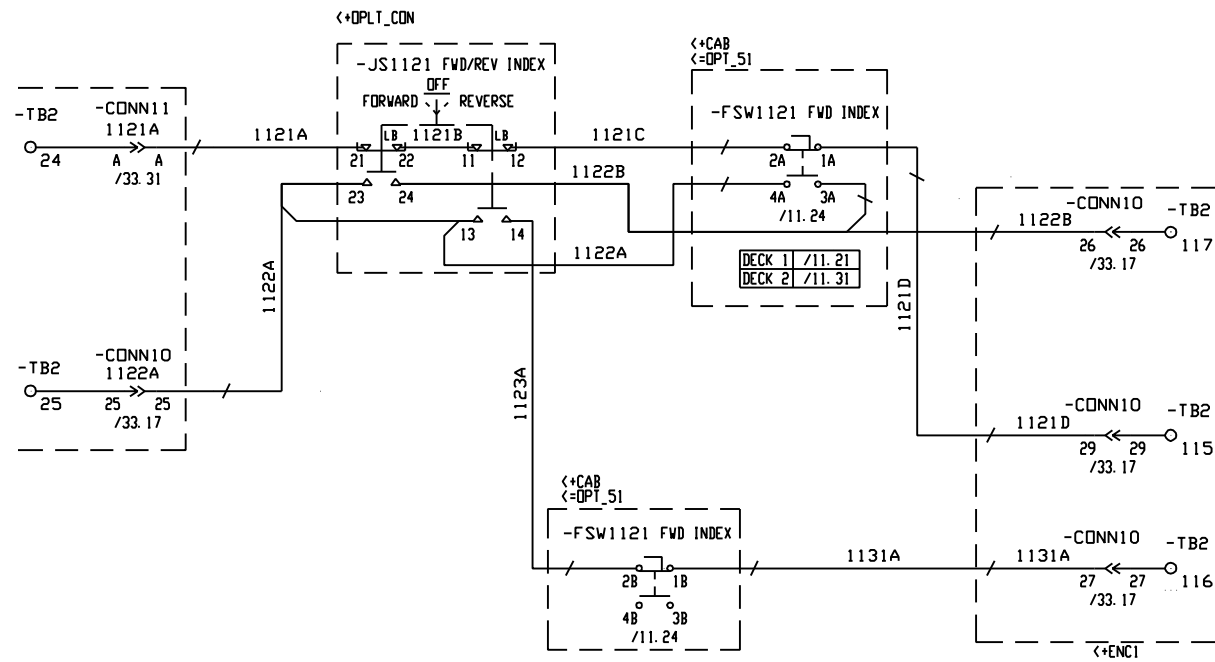 <+OPLT_CON
<+CAB
<=OPT_51
-JS1121 FWD/REV INDEX
OFF
FORWARD REVERSE
-TB2
-CONN11
1121A
24
A A
/33.31
1121A
LB 1121B LB
21 22 11 12
1121C
-FSW1121 FWD INDEX
2A 1A
1122B
23 24
4A 3A
/11.24
13 14
1122A
DECK 1 /11.21
DECK 2 /11.31
1122A
1121D
-CONN10
-TB2
1122B
26 26
117
/33.17
-TB2
-CONN10
1122A
25
25 25
/33.17
1123A
-CONN10
-TB2
1121D
29 29
115
/33.17
<+CAB
<=OPT_51
-FSW1121 FWD INDEX
2B 1B
4B 3B
/11.24
1131A
-CONN10
-TB2
1131A
27 27
116
/33.17
<+ENC1